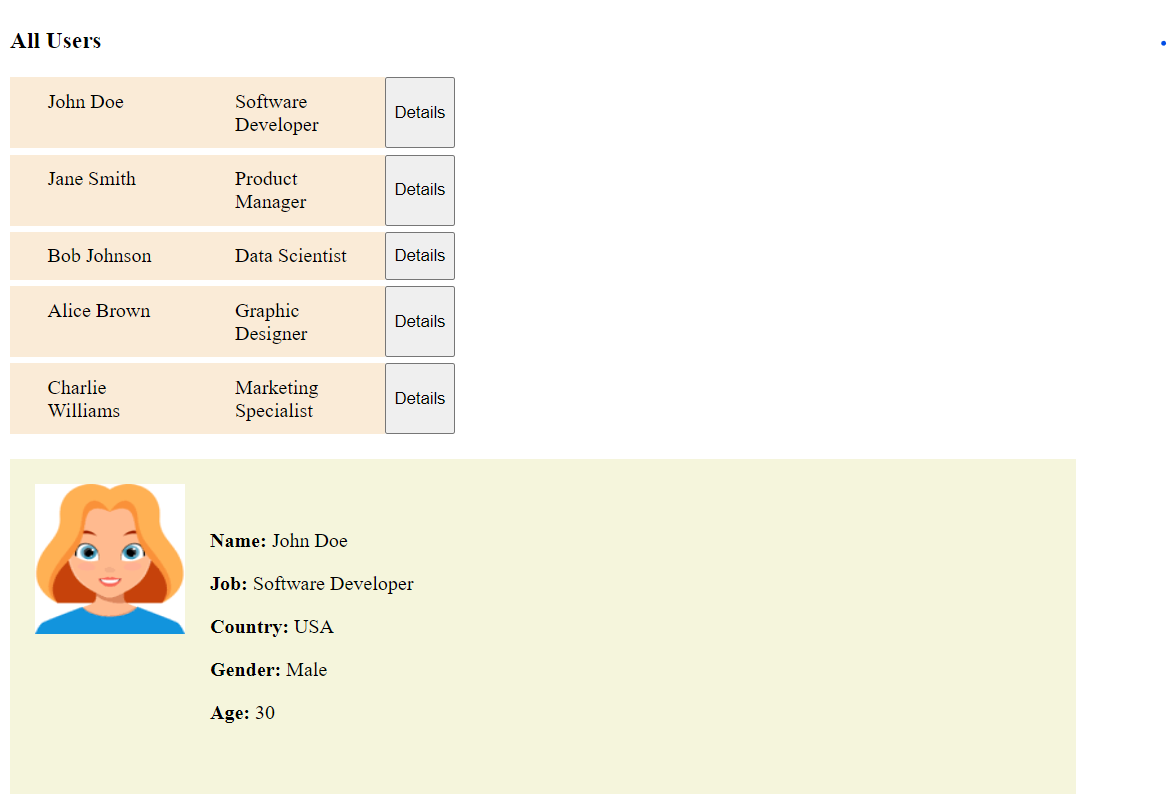 All Users
John Doe Software Developer Details
Jane Smith Product Manager Details
Bob Johnson Data Scientist Details
Alice Brown Graphic Designer Details
Charlie Williams Marketing Specialist Details
Name: John Doe
Job: Software Developer
Country: USA
Gender: Male
Age: 30